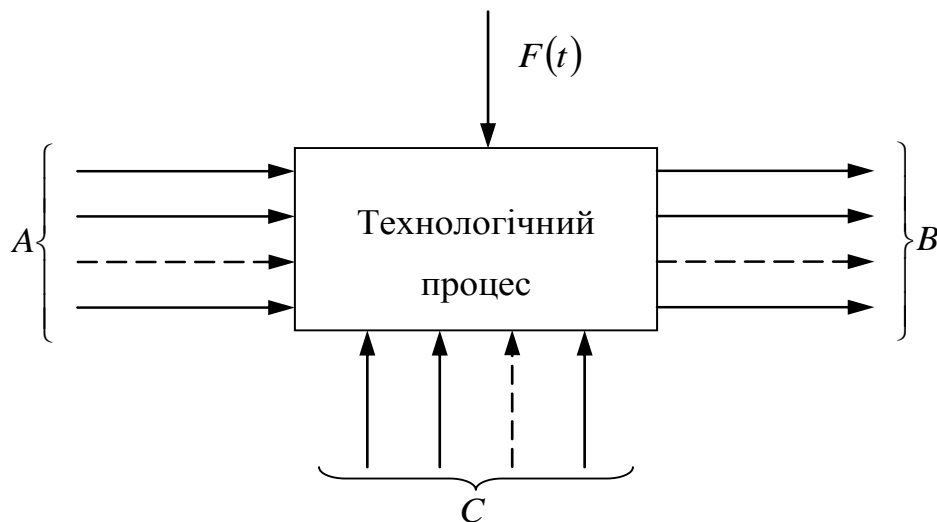 F(t)
A
Технологічний
процес
B
C